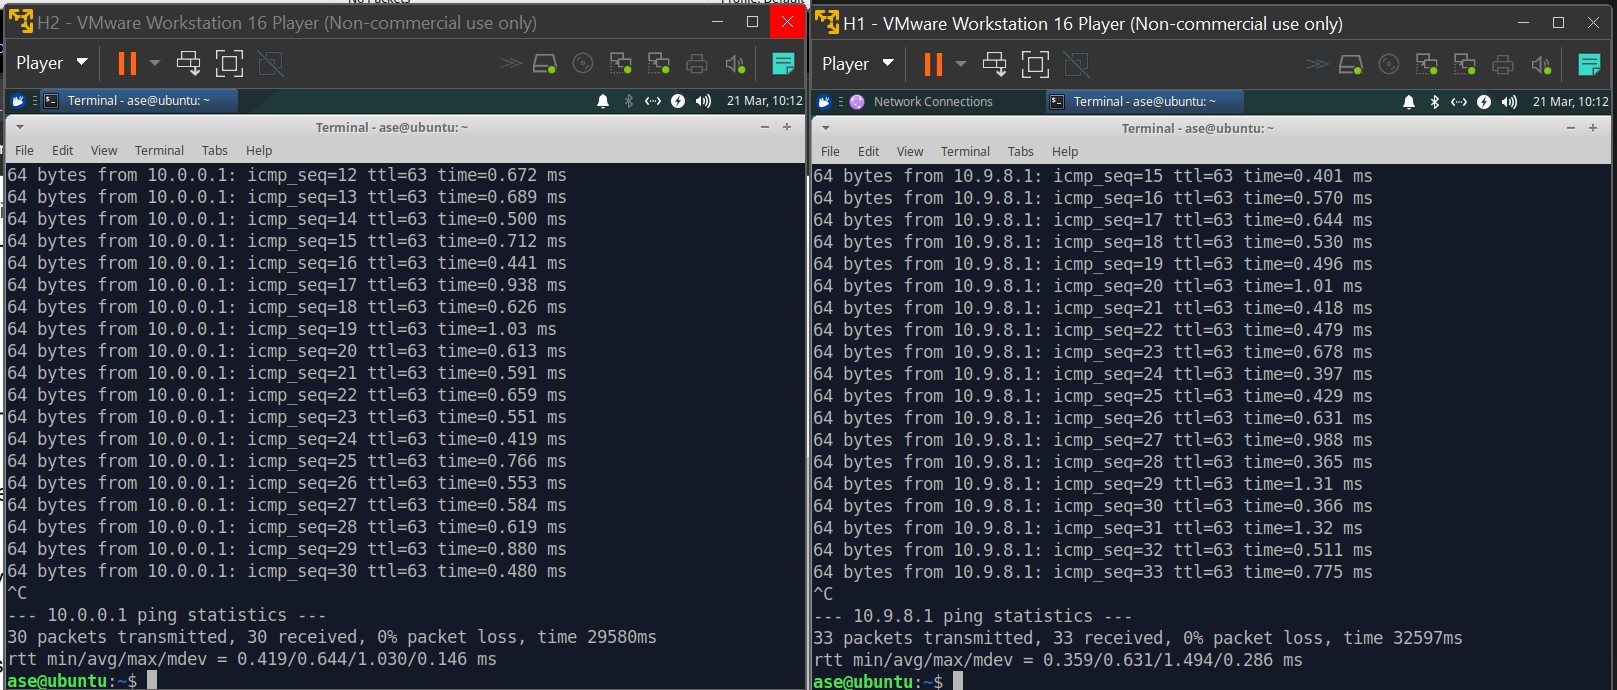 No Packets
Profile: Default
H2 - VMware Workstation 16 Player (Non-commercial use only)
Player
Terminal - ase@ubuntu: ~
21 Mar, 10:12
Terminal - ase@ubuntu: ~
File Edit View Terminal Tabs Help
64 bytes from 10.0.0.1: icmp_seq=12 ttl=63 time=0.672 ms
64 bytes from 10.0.0.1: icmp_seq=13 ttl=63 time=0.689 ms
64 bytes from 10.0.0.1: icmp_seq=14 ttl=63 time=0.500 ms
64 bytes from 10.0.0.1: icmp_seq=15 ttl=63 time=0.712 ms
64 bytes from 10.0.0.1: icmp_seq=16 ttl=63 time=0.441 ms
64 bytes from 10.0.0.1: icmp_seq=17 ttl=63 time=0.938 ms
64 bytes from 10.0.0.1: icmp_seq=18 ttl=63 time=0.626 ms
64 bytes from 10.0.0.1: icmp_seq=19 ttl=63 time=1.03 ms
64 bytes from 10.0.0.1: icmp_seq=20 ttl=63 time=0.613 ms
64 bytes from 10.0.0.1: icmp_seq=21 ttl=63 time=0.591 ms
64 bytes from 10.0.0.1: icmp_seq=22 ttl=63 time=0.659 ms
64 bytes from 10.0.0.1: icmp_seq=23 ttl=63 time=0.551 ms
64 bytes from 10.0.0.1: icmp_seq=24 ttl=63 time=0.419 ms
64 bytes from 10.0.0.1: icmp_seq=25 ttl=63 time=0.766 ms
64 bytes from 10.0.0.1: icmp_seq=26 ttl=63 time=0.553 ms
64 bytes from 10.0.0.1: icmp_seq=27 ttl=63 time=0.584 ms
64 bytes from 10.0.0.1: icmp_seq=28 ttl=63 time=0.619 ms
64 bytes from 10.0.0.1: icmp_seq=29 ttl=63 time=0.880 ms
64 bytes from 10.0.0.1: icmp_seq=30 ttl=63 time=0.480 ms
^C
--- 10.0.0.1 ping statistics ---
30 packets transmitted, 30 received, 0% packet loss, time 29580ms
rtt min/avg/max/mdev = 0.419/0.644/1.030/0.146 ms
ase@ubuntu:~$
H1 - VMware Workstation 16 Player (Non-commercial use only)
Player
Network Connections
Terminal - ase@ubuntu: ~
21 Mar, 10:12
Terminal - ase@ubuntu: ~
File Edit View Terminal Tabs Help
64 bytes from 10.9.8.1: icmp_seq=15 ttl=63 time=0.401 ms
64 bytes from 10.9.8.1: icmp_seq=16 ttl=63 time=0.570 ms
64 bytes from 10.9.8.1: icmp_seq=17 ttl=63 time=0.644 ms
64 bytes from 10.9.8.1: icmp_seq=18 ttl=63 time=0.530 ms
64 bytes from 10.9.8.1: icmp_seq=19 ttl=63 time=0.496 ms
64 bytes from 10.9.8.1: icmp_seq=20 ttl=63 time=1.01 ms
64 bytes from 10.9.8.1: icmp_seq=21 ttl=63 time=0.418 ms
64 bytes from 10.9.8.1: icmp_seq=22 ttl=63 time=0.479 ms
64 bytes from 10.9.8.1: icmp_seq=23 ttl=63 time=0.678 ms
64 bytes from 10.9.8.1: icmp_seq=24 ttl=63 time=0.397 ms
64 bytes from 10.9.8.1: icmp_seq=25 ttl=63 time=0.429 ms
64 bytes from 10.9.8.1: icmp_seq=26 ttl=63 time=0.631 ms
64 bytes from 10.9.8.1: icmp_seq=27 ttl=63 time=0.988 ms
64 bytes from 10.9.8.1: icmp_seq=28 ttl=63 time=0.365 ms
64 bytes from 10.9.8.1: icmp_seq=29 ttl=63 time=1.31 ms
64 bytes from 10.9.8.1: icmp_seq=30 ttl=63 time=0.366 ms
64 bytes from 10.9.8.1: icmp_seq=31 ttl=63 time=1.32 ms
64 bytes from 10.9.8.1: icmp_seq=32 ttl=63 time=0.511 ms
64 bytes from 10.9.8.1: icmp_seq=33 ttl=63 time=0.775 ms
^C
--- 10.9.8.1 ping statistics ---
33 packets transmitted, 33 received, 0% packet loss, time 32597ms
rtt min/avg/max/mdev = 0.359/0.631/1.494/0.286 ms
ase@ubuntu:~$